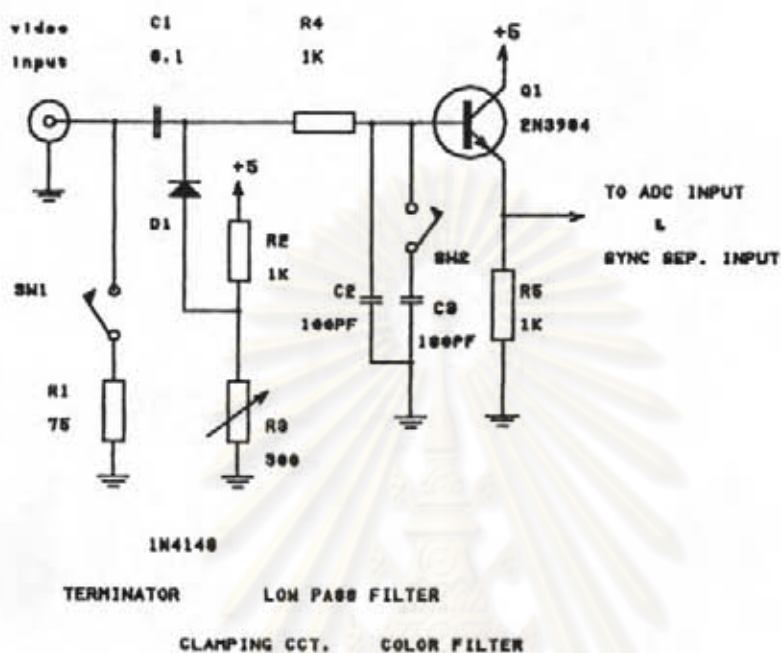 video
input
C1
0.1
R4
1K
+5
Q1
2N3904
+5
D1
R2
1K
TO ADC INPUT
&
SYNC SEP. INPUT
SW1
SW2
C2
100PF
C3
100PF
R5
1K
R1
75
R3
300
1N4148
TERMINATOR LOW PASS FILTER
CLAMPING CCT. COLOR FILTER